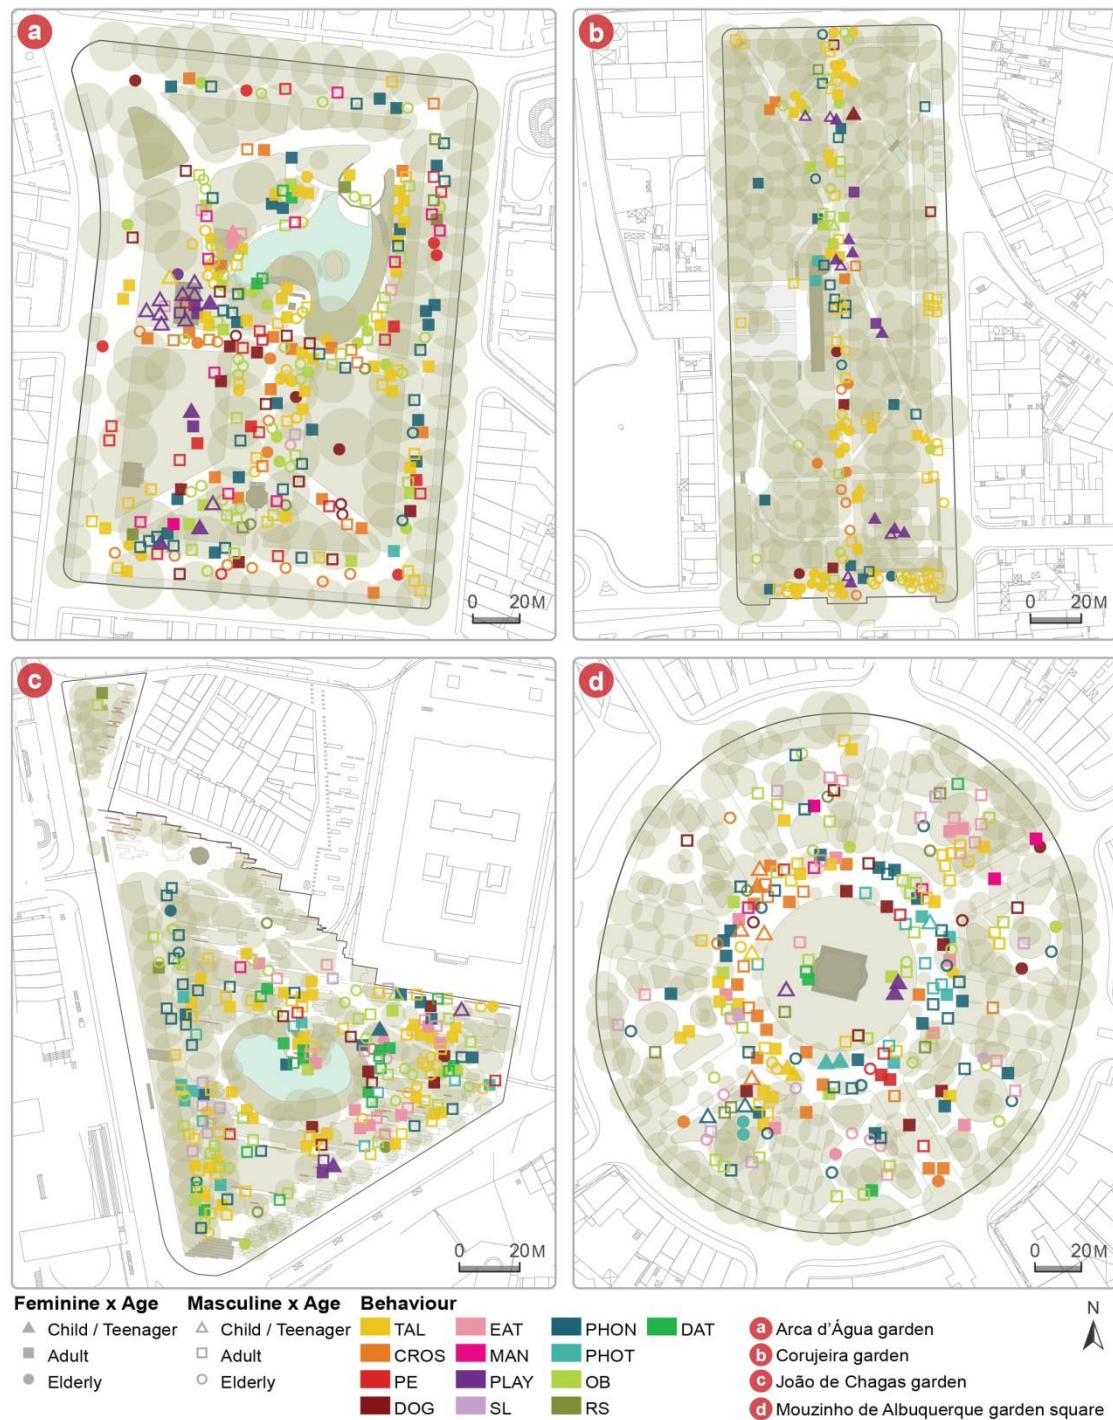 a
b
0 20M
0 20M
c
d
0 20M
0 20M
Feminine x Age
Child / Teenager
Adult
Elderly
Masculine x Age
Child / Teenager
Adult
Elderly
Behaviour
TAL
CROS
PE
DOG
EAT
MAN
PLAY
SL
PHON
PHOT
OB
RS
DAT
a Arca d'Água garden
b Corujeira garden
c João de Chagas garden
d Mouzinho de Albuquerque garden square
N